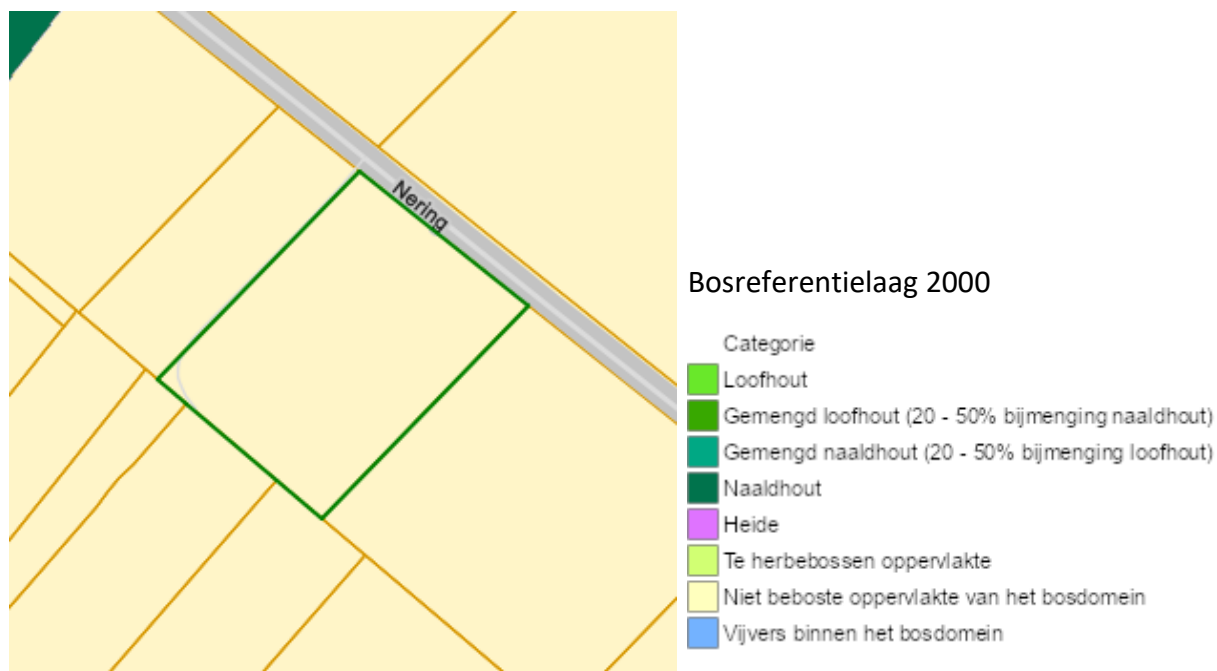 Nering
Bosreferentielaag 2000
Categorie
Loofhout
Gemengd loofhout (20 - 50% bijmenging naaldhout)
Gemengd naaldhout (20 - 50% bijmenging loofhout)
Naaldhout
Heide
Te herbebossen oppervlakte
Niet beboste oppervlakte van het bosdomein
Vijvers binnen het bosdomein